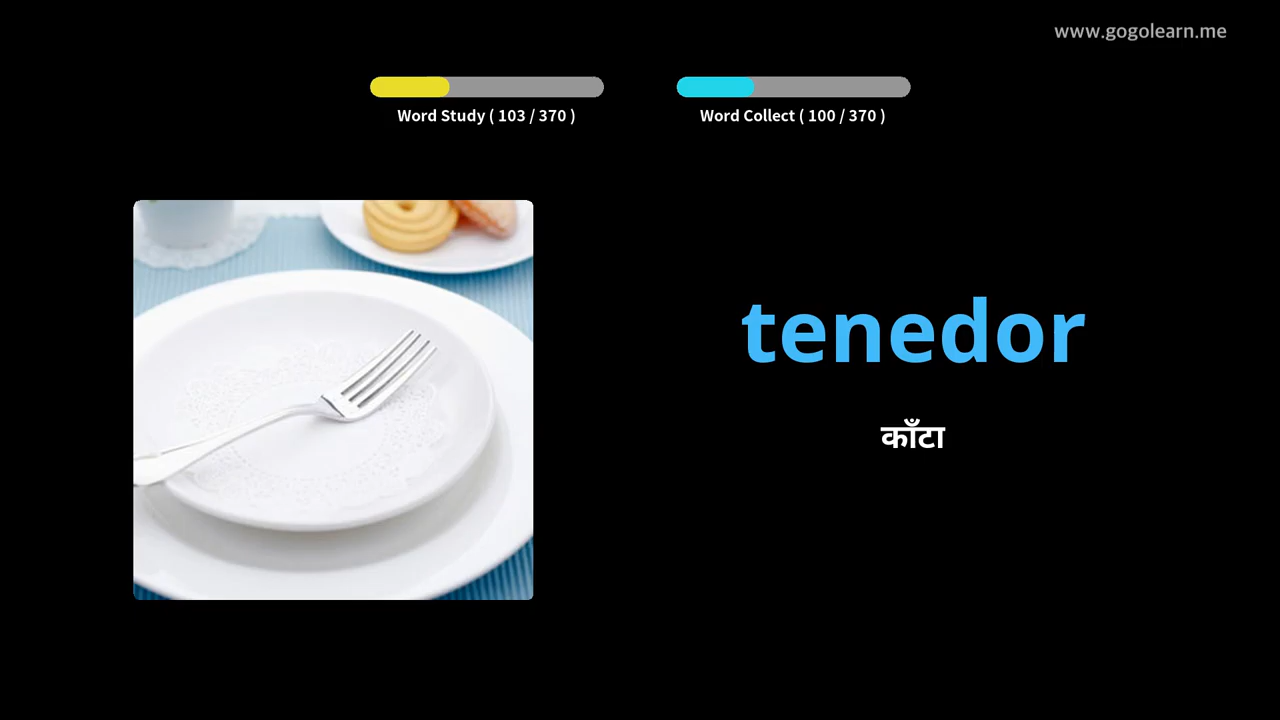 www.gogolearn.me
Word Study ( 103 / 370 )
Word Collect ( 100 / 370 )
tenedor
काँटा